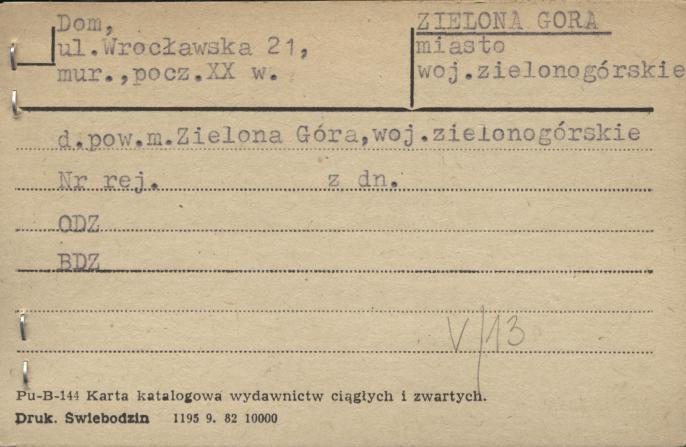 Dom,
ul.Wrocławska 21,
mur.,pocz.XX w.
ZIELONA GORA
miasto
woj.zielonogórskie
d.pow.m.Zielona Góra,woj.zielonogórskie
Nr rej. z dn.
ODZ
BDZ
V/13
Pu-B-144 Karta katalogowa wydawnictw ciągłych i zwartych.
Druk. Świebodzin 1195 9. 82 10000